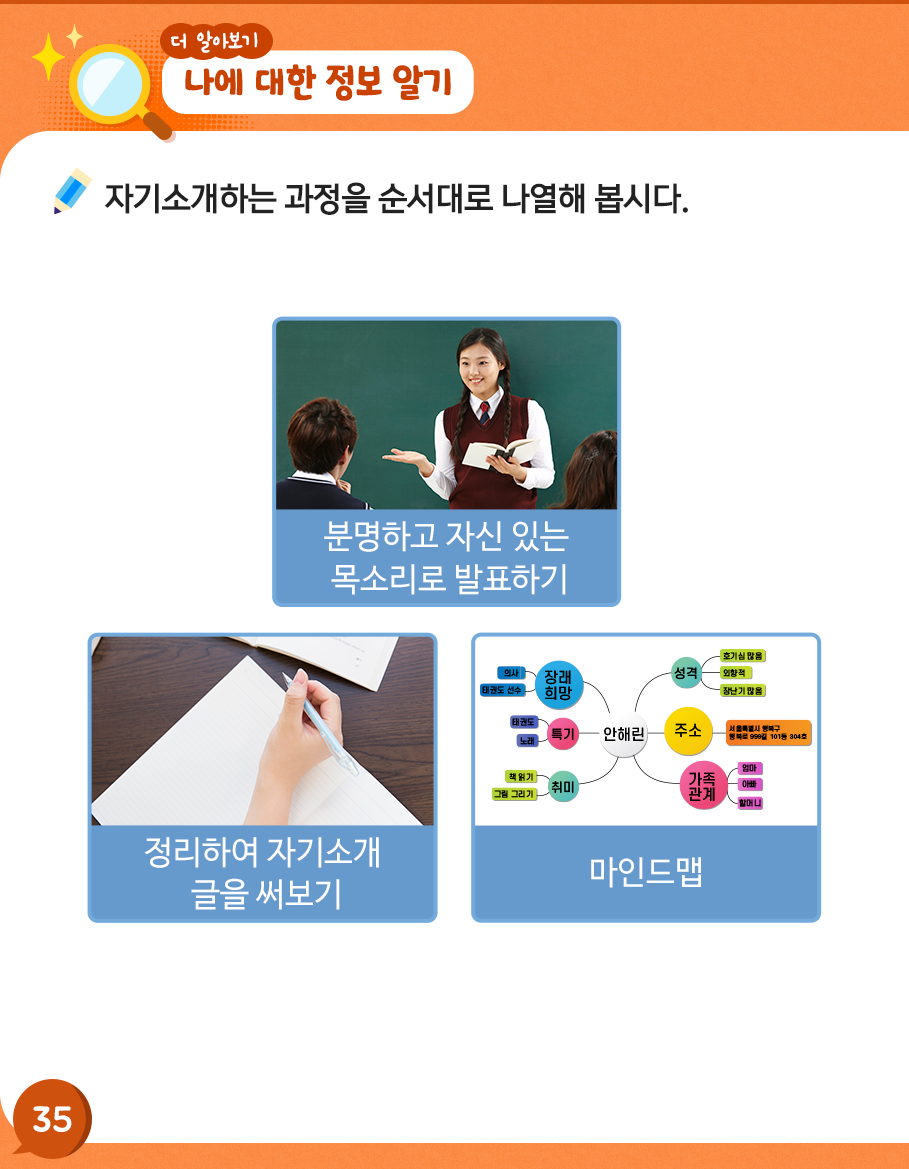 더 알아보기
나에 대한 정보 알기
자기소개하는 과정을 순서대로 나열해 봅시다.
분명하고 자신 있는
목소리로 발표하기
정리하여 자기소개
글을 써보기
의사
태권도 선수
장래
희망
태권도
노래
특기
책 읽기
그림 그리기
취미
안해린
성격
호기심 많음
외향적
장난기 많음
주소
서울특별시 행복구
행복로 999길 101동 304호
가족
관계
엄마
아빠
할머니
마인드맵
35